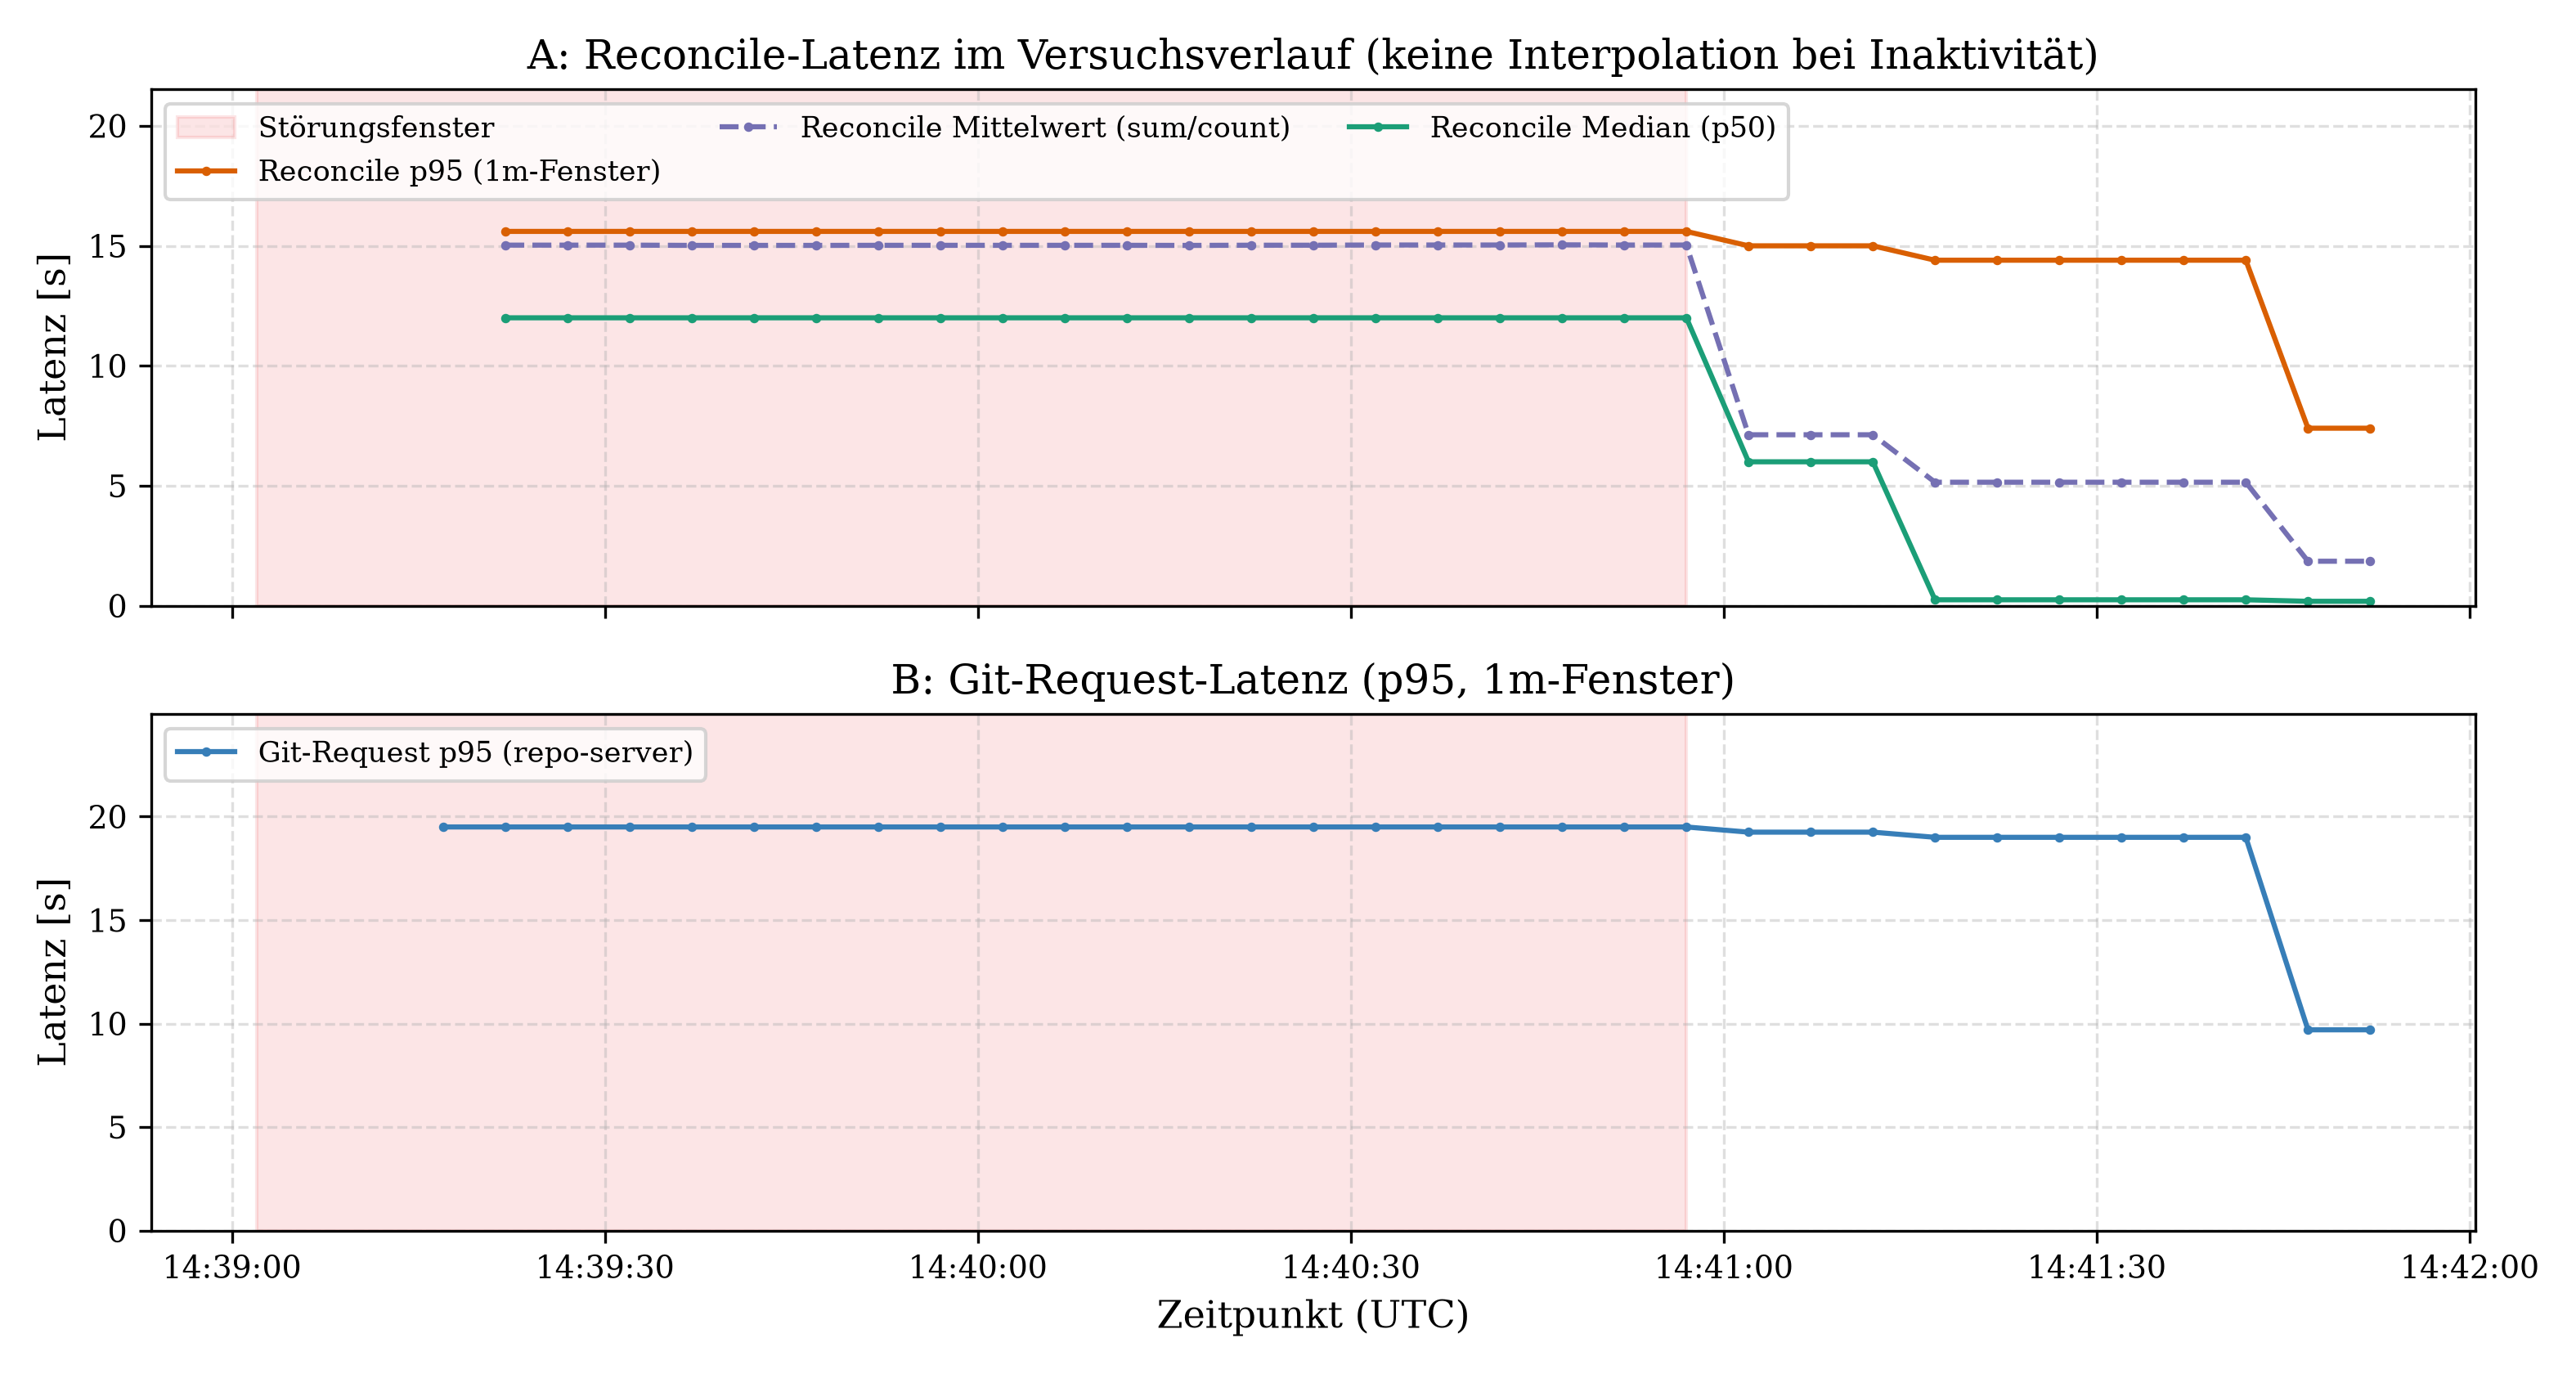 A: Reconcile-Latenz im Versuchsverlauf (keine Interpolation bei Inaktivität)
Störungsfenster
Reconcile p95 (1m-Fenster)
Reconcile Mittelwert (sum/count)
Reconcile Median (p50)
Latenz [s]
20
15
10
5
0
B: Git-Request-Latenz (p95, 1m-Fenster)
Git-Request p95 (repo-server)
Latenz [s]
20
15
10
5
0
14:39:00 14:39:30 14:40:00 14:40:30 14:41:00 14:41:30 14:42:00
Zeitpunkt (UTC)